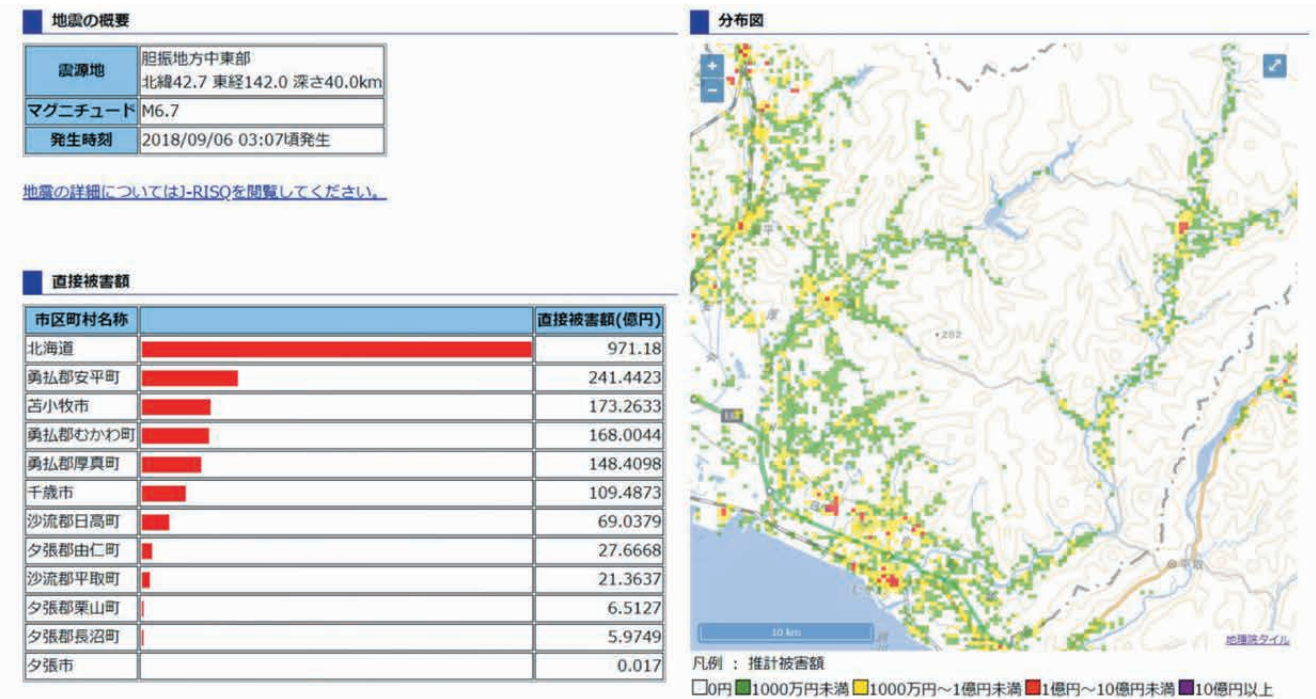 地震の概要
震源地
胆振地方中東部
北緯42.7 東経142.0 深さ40.0km
マグニチュード M6.7
発生時刻 2018/09/06 03:07頃発生
地震の詳細についてはJ-RISQを閲覧してください。
直接被害額
市区町村名称 直接被害額(億円)
北海道 971.18
勇払郡安平町 241.4423
苫小牧市 173.2633
勇払郡むかわ町 168.0044
勇払郡厚真町 148.4098
千歳市 109.4873
沙流郡日高町 69.0379
夕張郡由仁町 27.6668
沙流郡平取町 21.3637
夕張郡栗山町 6.5127
夕張郡長沼町 5.9749
夕張市 0.017
分布図
+
−
平
厚
282
平取
10 km
地理院タイル
凡例 : 推計被害額
0円 1000万円未満 1000万円～1億円未満 1億円～10億円未満 10億円以上